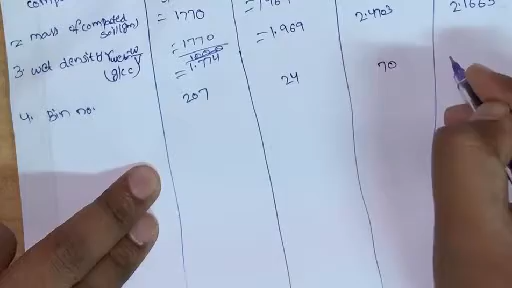 = 1770
2. mass of compacted soil (gm)
2.4703
2.1665
3. wet density
= 1770
= 1.969
(g/cc)
= 1.774
4. Bin no.
207
24
70